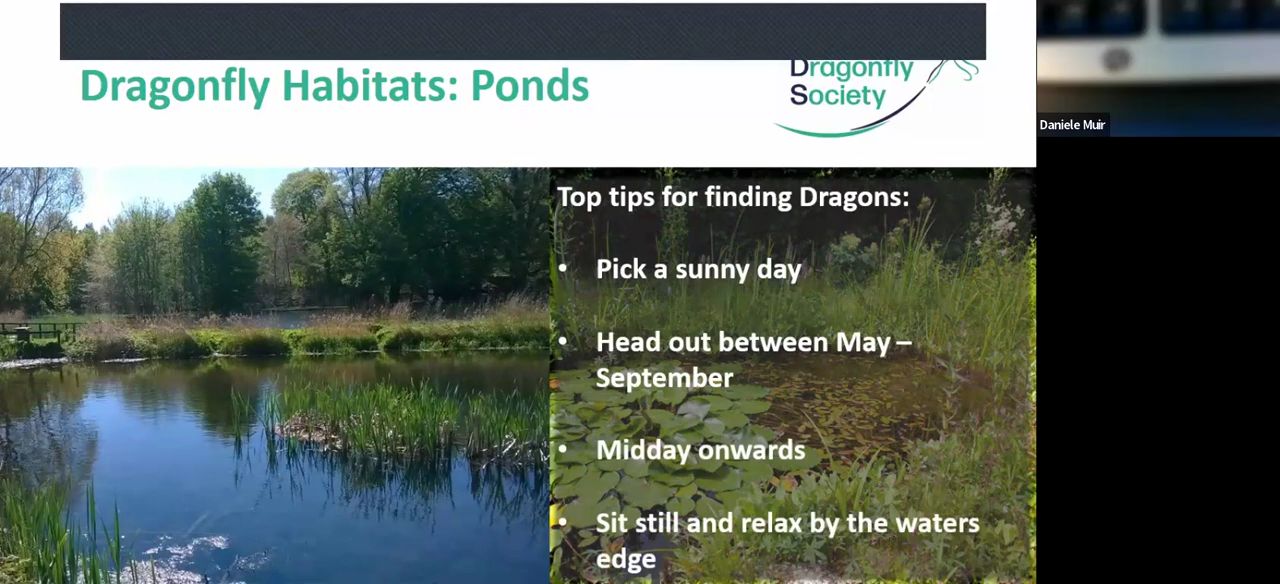 Dragonfly Habitats: Ponds
Dragonfly
Society
Daniele Muir
Top tips for finding Dragons:
• Pick a sunny day
• Head out between May –
September
• Midday onwards
• Sit still and relax by the waters
edge